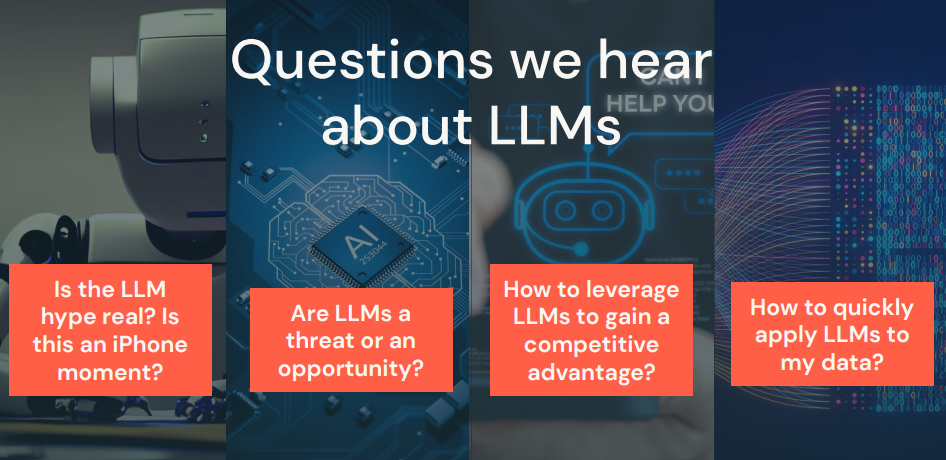 Questions we hear
about LLMs
HELP YOU
AI
Is the LLM
hype real? Is
this an iPhone
moment?
Are LLMs a
threat or an
opportunity?
How to leverage
LLMs to gain a
competitive
advantage?
How to quickly
apply LLMs to
my data?